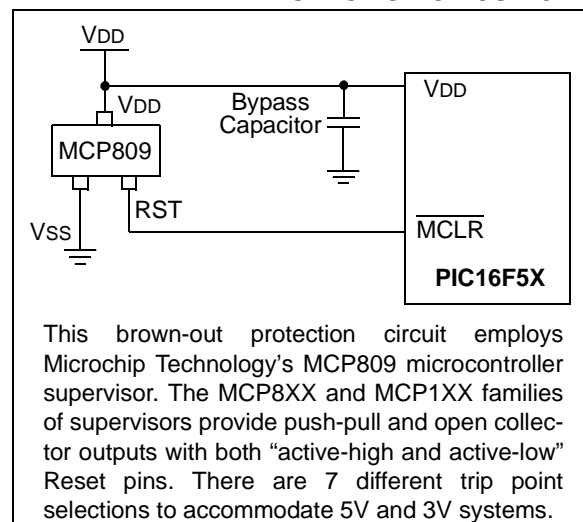 VDD
VDD
VDD
Bypass
Capacitor
MCP809
RST
VSS
MCLR
PIC16F5X
This brown-out protection circuit employs
Microchip Technology's MCP809 microcontroller
supervisor. The MCP8XX and MCP1XX families
of supervisors provide push-pull and open collec-
tor outputs with both “active-high and active-low”
Reset pins. There are 7 different trip point
selections to accommodate 5V and 3V systems.